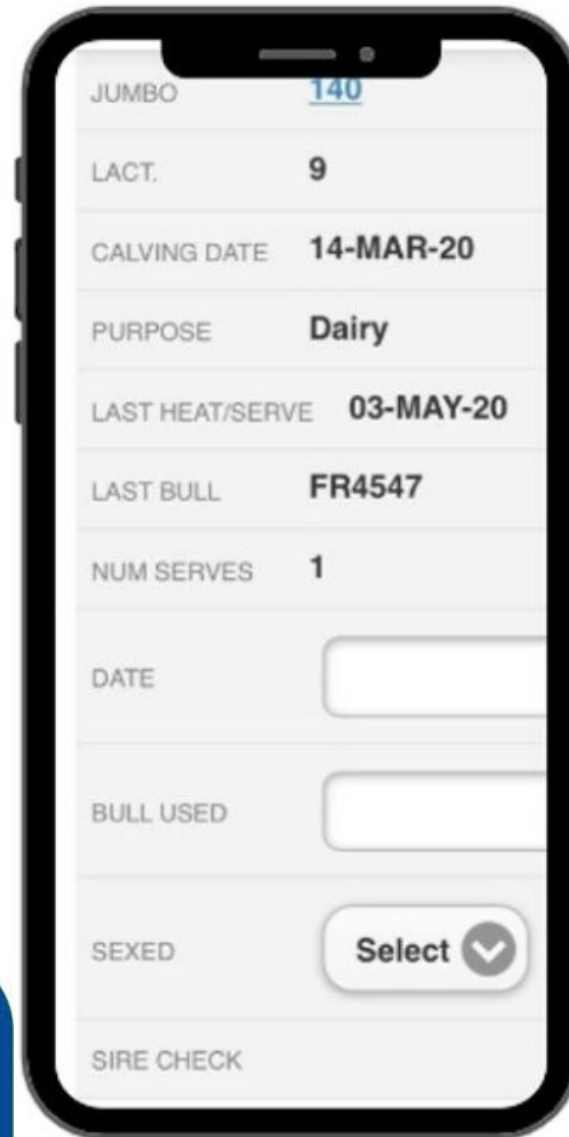 JUMBO 140
LACT. 9
CALVING DATE 14-MAR-20
PURPOSE Dairy
LAST HEAT/SERVE 03-MAY-20
LAST BULL FR4547
NUM SERVES 1
DATE
BULL USED
SEXED Select
SIRE CHECK